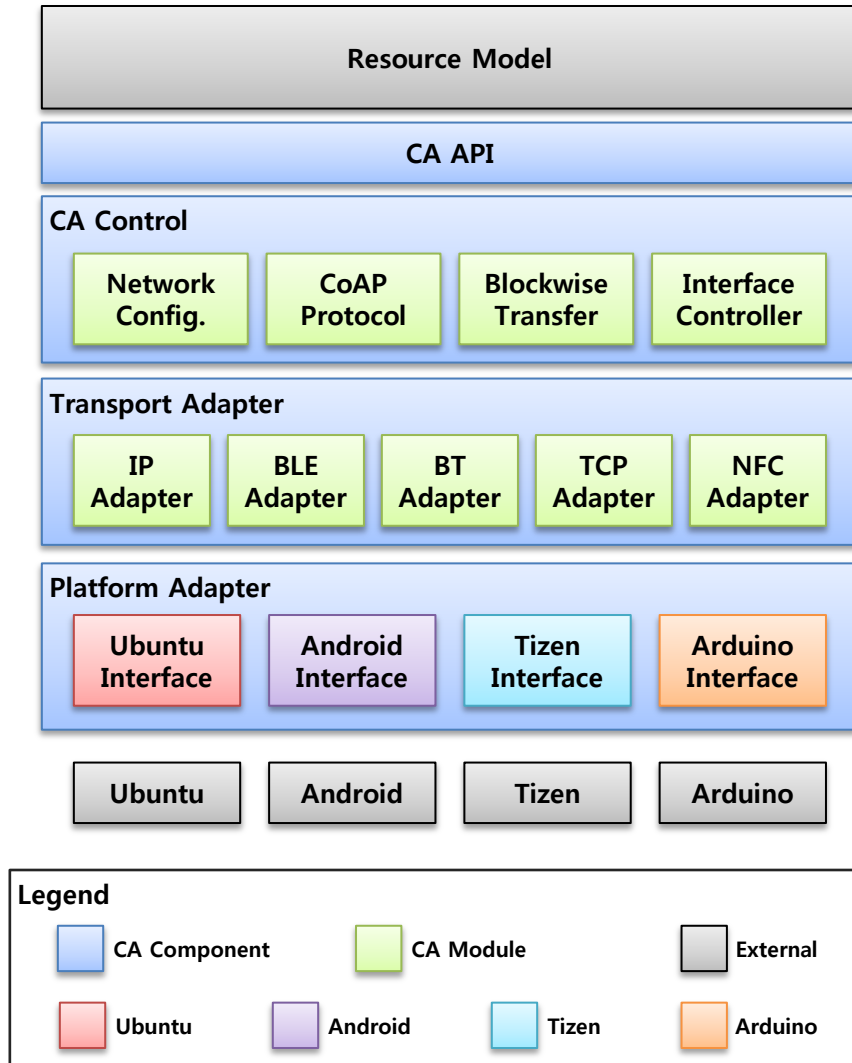 Resource Model
CA API
CA Control
Network
Config.
CoAP
Protocol
Blockwise
Transfer
Interface
Controller
Transport Adapter
IP
Adapter
BLE
Adapter
BT
Adapter
TCP
Adapter
NFC
Adapter
Platform Adapter
Ubuntu
Interface
Android
Interface
Tizen
Interface
Arduino
Interface
Ubuntu
Android
Tizen
Arduino
Legend
CA Component
CA Module
External
Ubuntu
Android
Tizen
Arduino